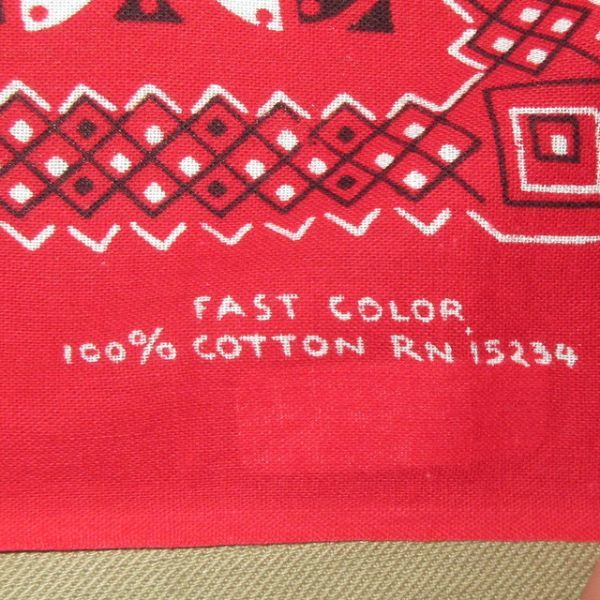 FAST COLOR.
100% COTTON RN 15234